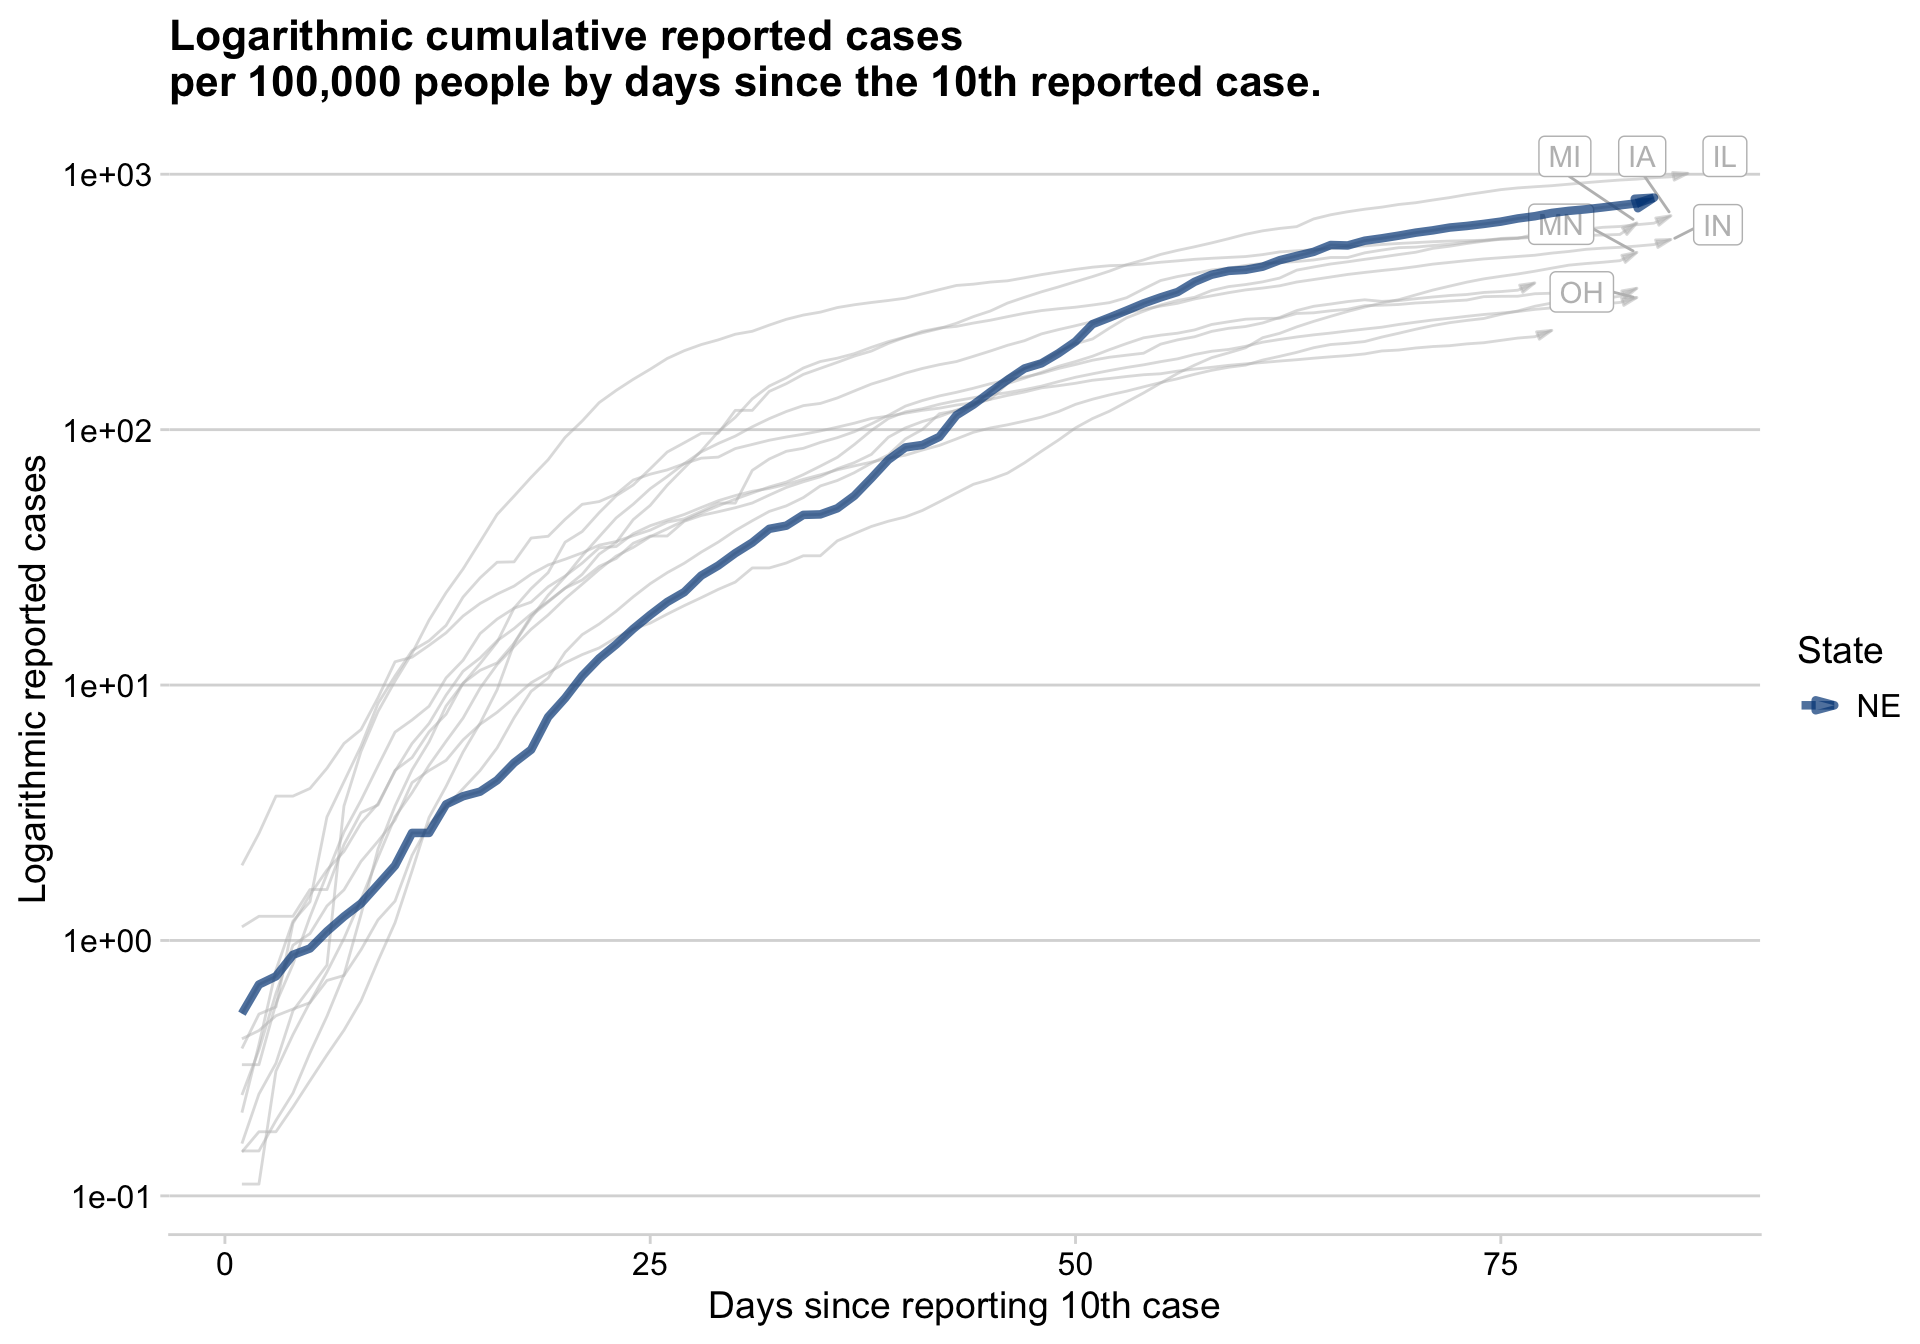 Logarithmic cumulative reported cases
per 100,000 people by days since the 10th reported case.
MI
IA
IL
MN
IN
OH
1e+03
1e+02
1e+01
1e+00
1e-01
Logarithmic reported cases
0
25
50
75
Days since reporting 10th case
State
NE